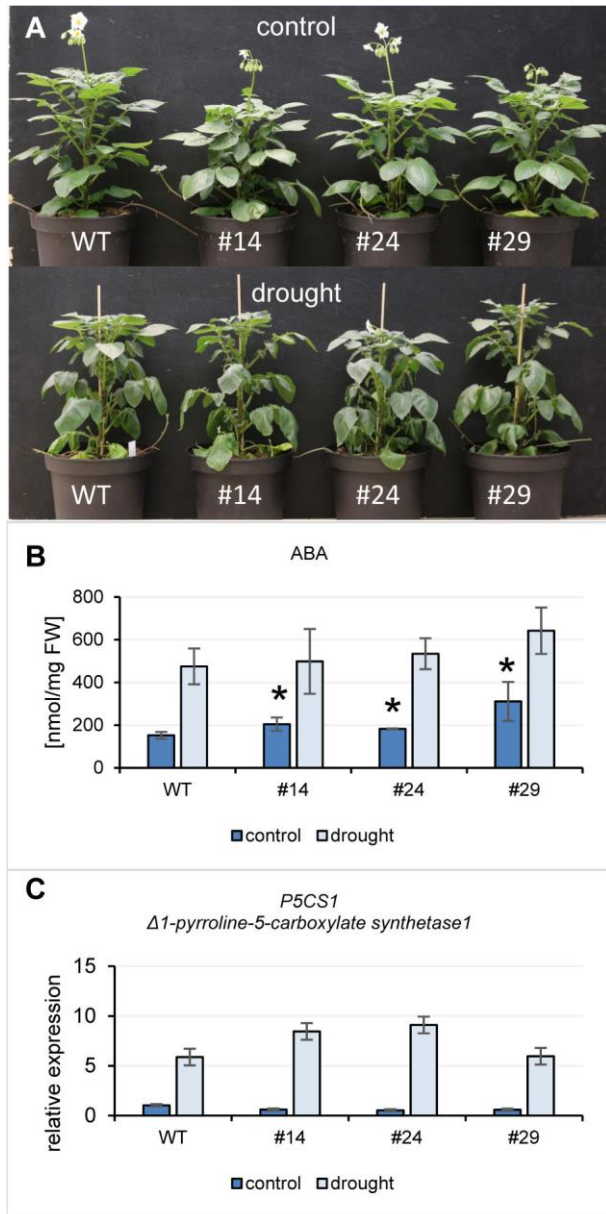 A
control
WT #14 #24 #29
drought
WT #14 #24 #29
B
ABA
[nmol/mg FW]
800
600
400
200
0
* * *
WT #14 #24 #29
control drought
C
P5CS1
Δ1-pyrroline-5-carboxylate synthetase1
relative expression
15
10
5
0
WT #14 #24 #29
control drought